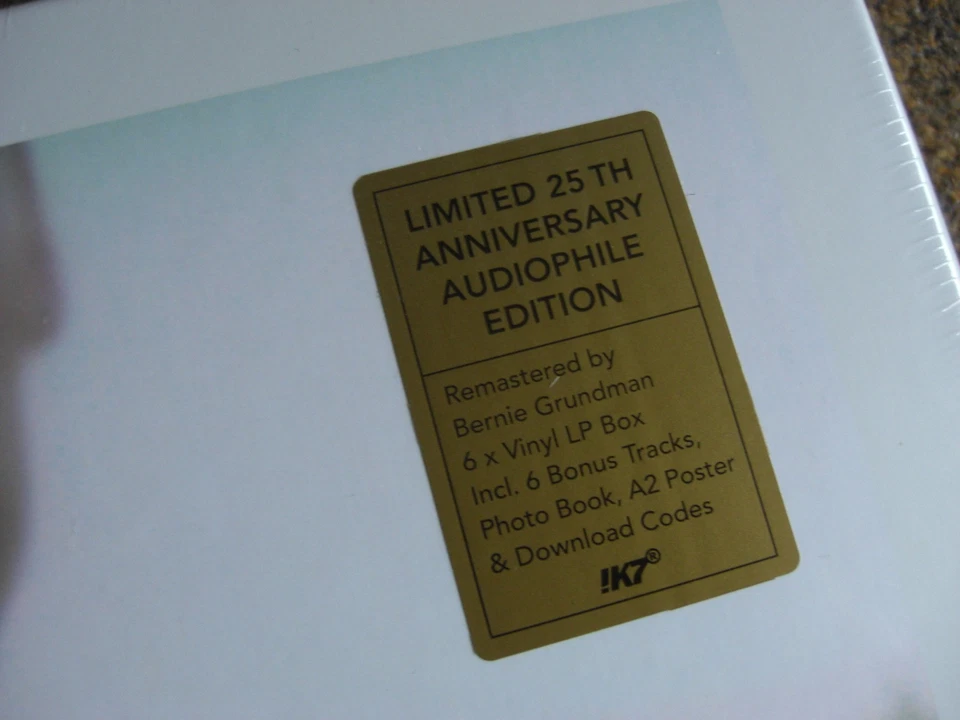 LIMITED 25 TH
ANNIVERSARY
AUDIOPHILE
EDITION
Remastered by
Bernie Grundman
6 x Vinyl LP Box
Incl. 6 Bonus Tracks,
Photo Book, A2 Poster
& Download Codes
!K7®